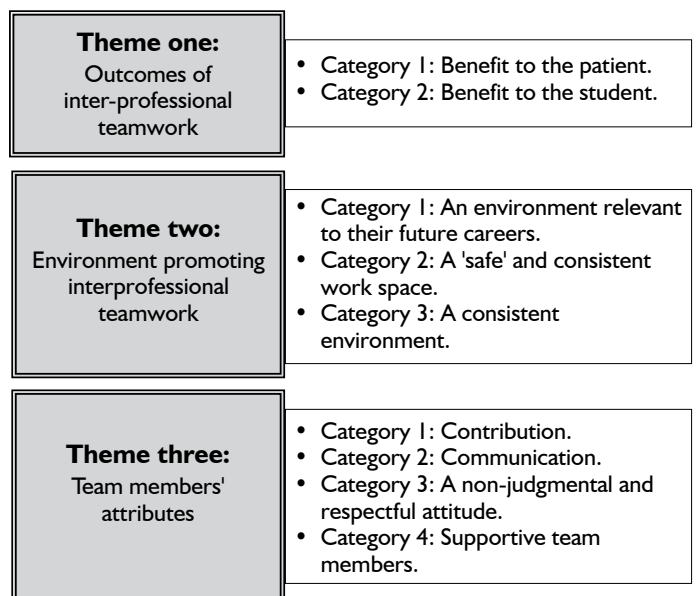 Theme one:
Outcomes of
inter-professional
teamwork
• Category 1: Benefit to the patient.
• Category 2: Benefit to the student.
Theme two:
Environment promoting
interprofessional
teamwork
• Category 1: An environment relevant
to their future careers.
• Category 2: A 'safe' and consistent
work space.
• Category 3: A consistent
environment.
Theme three:
Team members'
attributes
• Category 1: Contribution.
• Category 2: Communication.
• Category 3: A non-judgmental and
respectful attitude.
• Category 4: Supportive team
members.